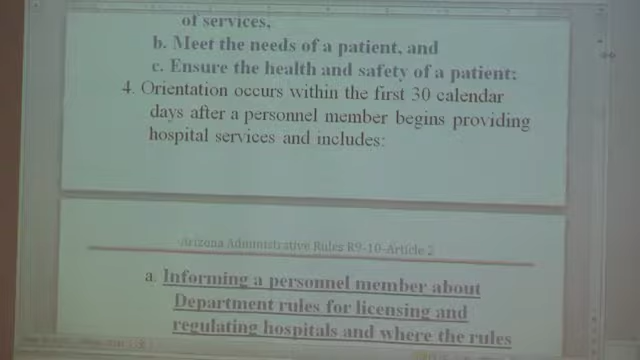 of services,
b. Meet the needs of a patient, and
c. Ensure the health and safety of a patient;
4. Orientation occurs within the first 30 calendar
days after a personnel member begins providing
hospital services and includes:
Arizona Administrative Rules R9-10-Article 2
a. Informing a personnel member about
Department rules for licensing and
regulating hospitals and where the rules